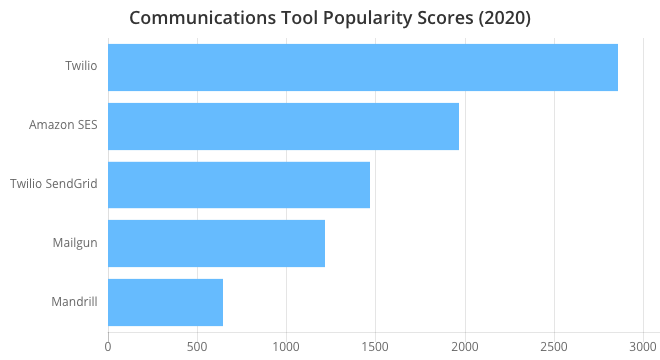 Communications Tool Popularity Scores (2020)
Twilio
Amazon SES
Twilio SendGrid
Mailgun
Mandrill
0 500 1000 1500 2000 2500 3000